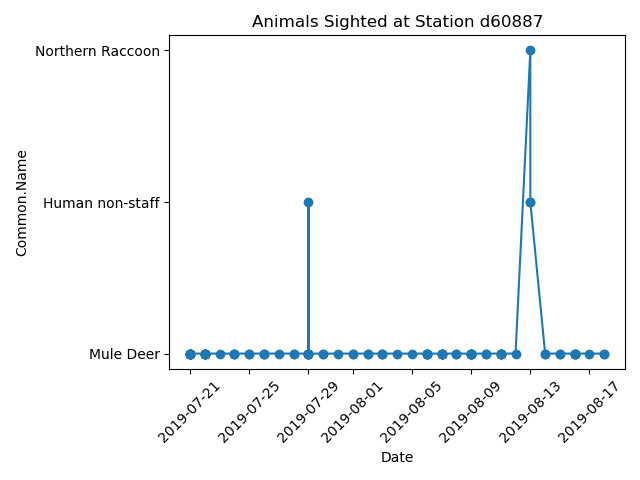 Animals Sighted at Station d60887
Northern Raccoon
Human non-staff
Mule Deer
Common.Name
2019-07-21
2019-07-25
2019-07-29
2019-08-01
2019-08-05
2019-08-09
2019-08-13
2019-08-17
Date